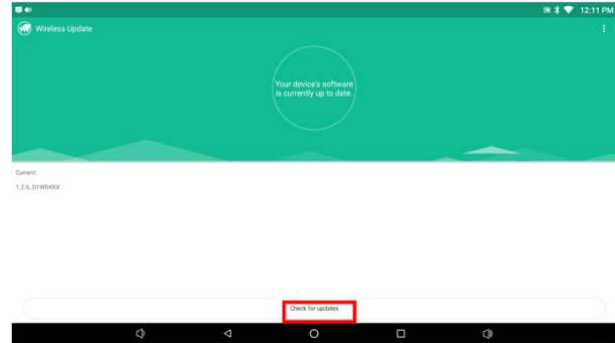 12:11 PM
Wireless Update
Your device's software
is currently up to date.
Current:
Check for updates